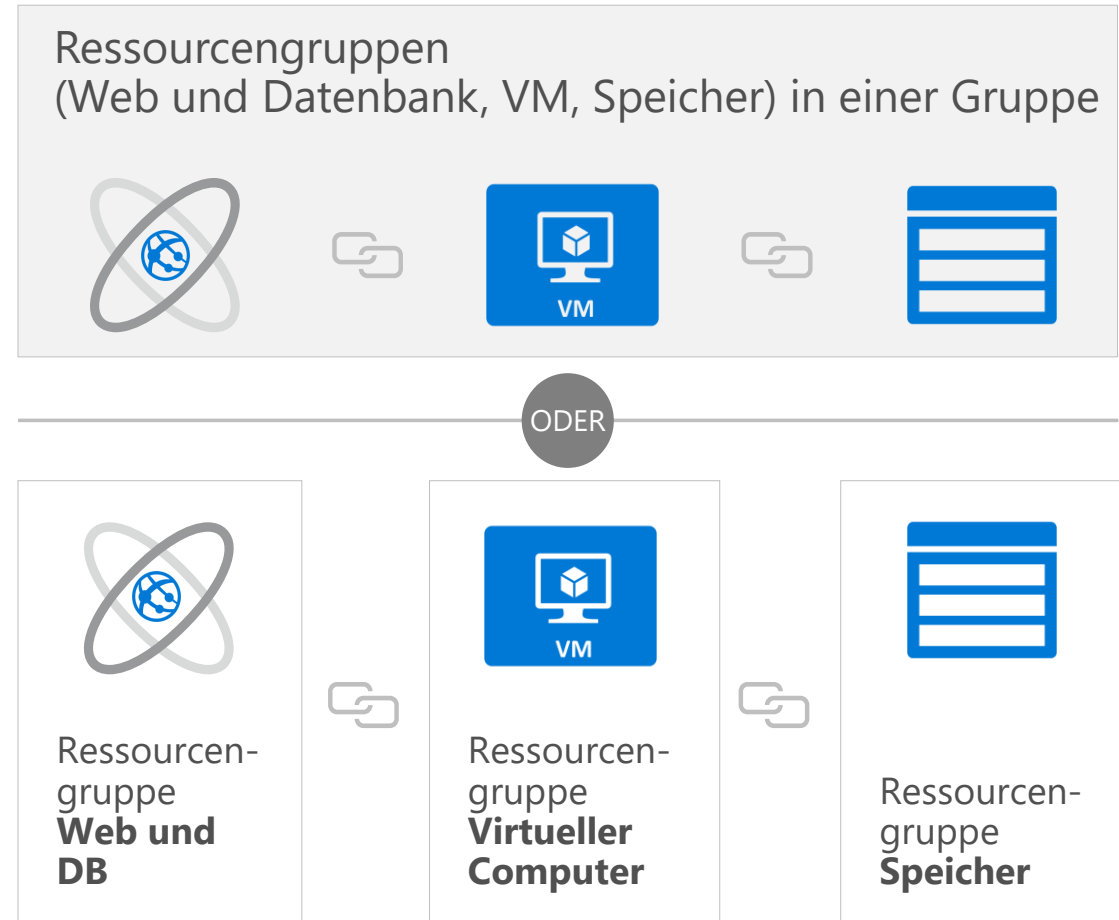 Ressourcengruppen
(Web und Datenbank, VM, Speicher) in einer Gruppe
VM
ODER
VM
Ressourcen-
gruppe
Web und
DB
Ressourcen-
gruppe
Virtueller
Computer
Ressourcen-
gruppe
Speicher